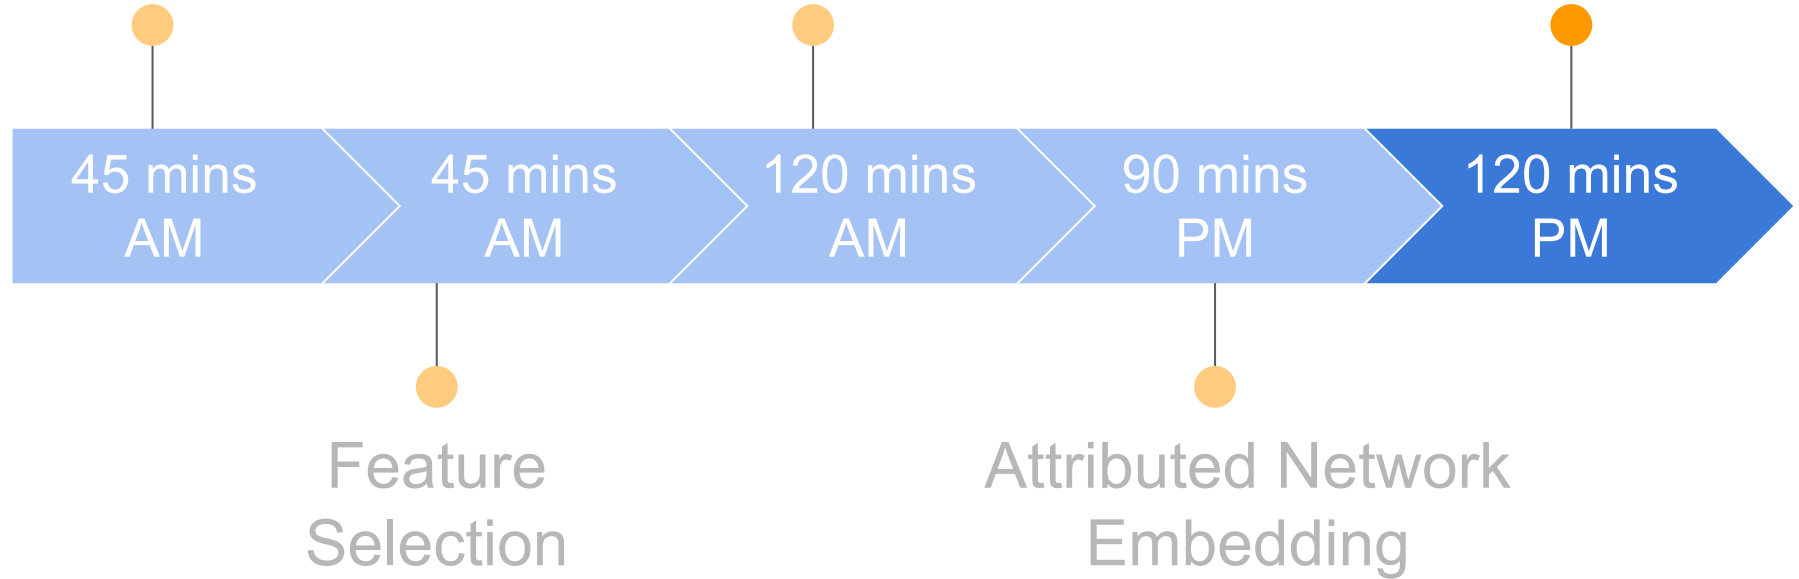 45 mins
AM
45 mins
AM
120 mins
AM
90 mins
PM
120 mins
PM
Feature
Selection
Attributed Network
Embedding